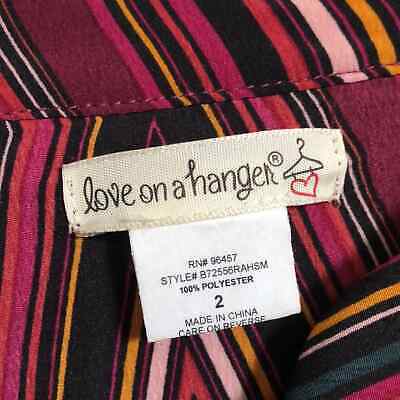 love on a hanger®
RN# 96457
STYLE# B72556RAHSM
100% POLYESTER
2
MADE IN CHINA
CARE ON REVERSE